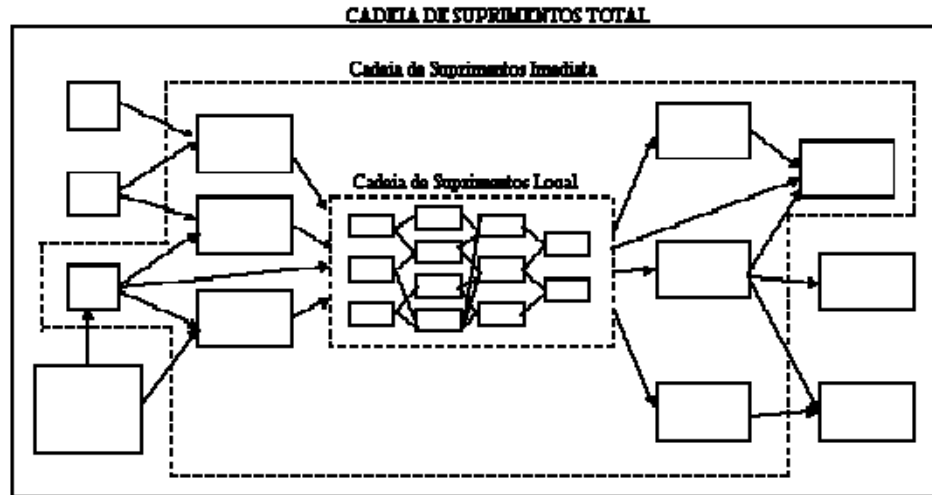 CADEIA DE SUPRIMENTOS TOTAL
Cadeia de Suprimentos Imediata
Cadeia de Suprimentos Local